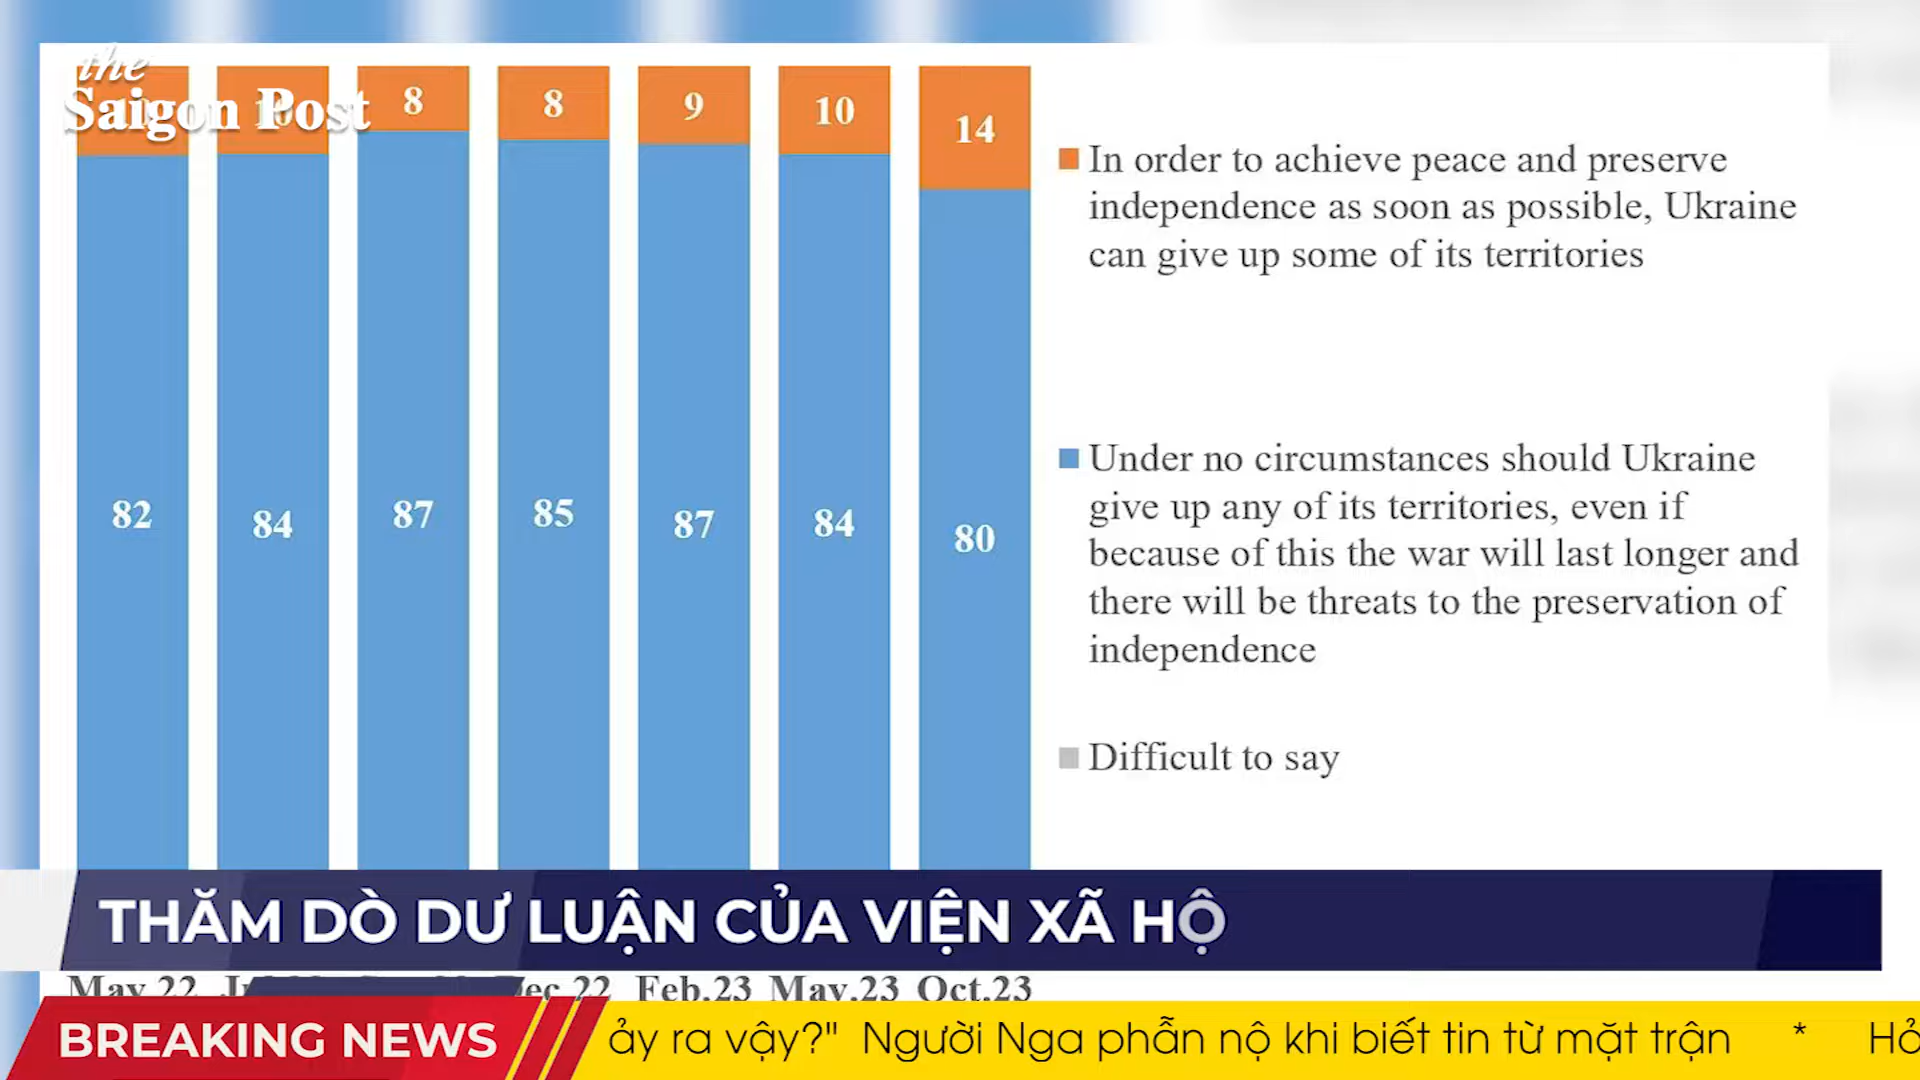 the
Saigon Post
10
8
8
9
10
14
82
84
87
85
87
84
80
In order to achieve peace and preserve
independence as soon as possible, Ukraine
can give up some of its territories
Under no circumstances should Ukraine
give up any of its territories, even if
because of this the war will last longer and
there will be threats to the preservation of
independence
Difficult to say
THĂM DÒ DƯ LUẬN CỦA VIỆN XÃ HỘ
May.22 Feb.23 May.23 Oct.23
BREAKING NEWS
ảy ra vậy?" Người Nga phẫn nộ khi biết tin từ mặt trận * Hỏ